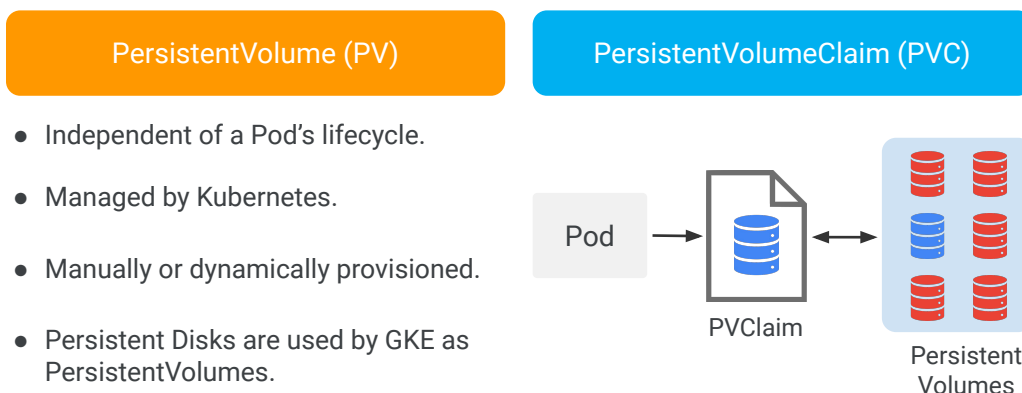 PersistentVolume (PV)
● Independent of a Pod's lifecycle.
● Managed by Kubernetes.
● Manually or dynamically provisioned.
● Persistent Disks are used by GKE as
PersistentVolumes.
PersistentVolumeClaim (PVC)
Pod
PVClaim
Persistent
Volumes